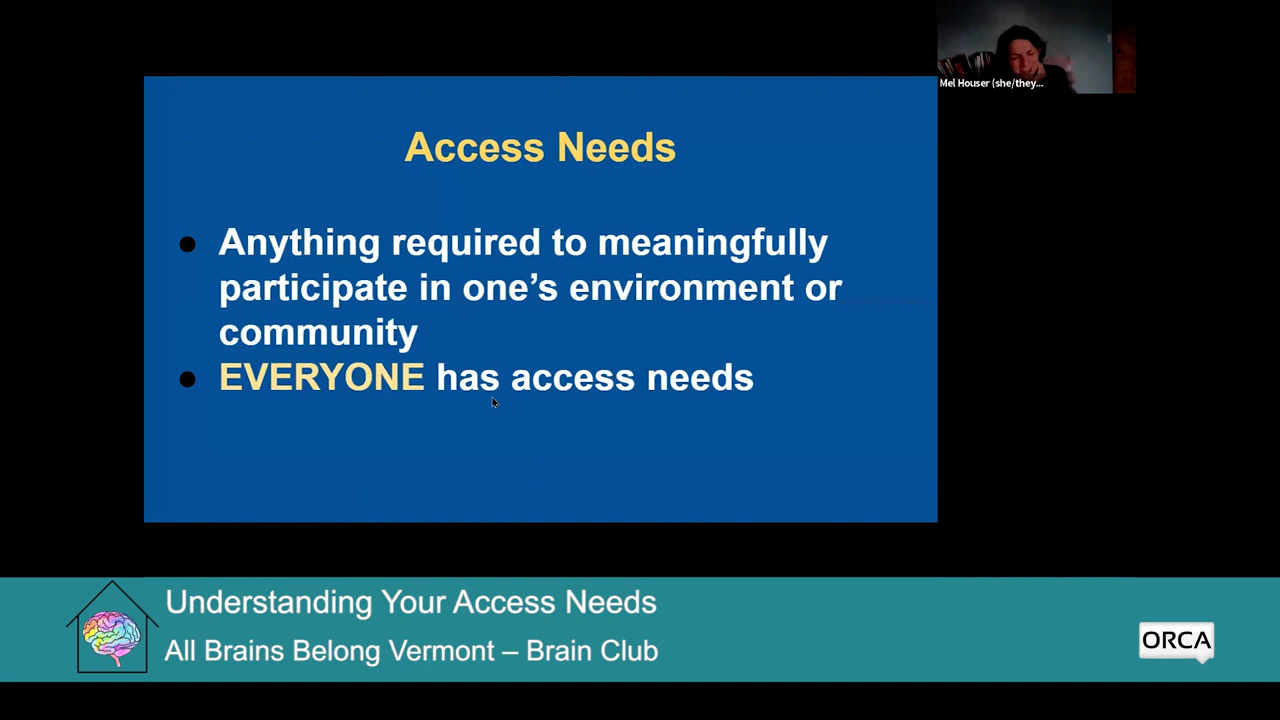 Mel Houser (she/they...
Access Needs
● Anything required to meaningfully
participate in one’s environment or
community
● EVERYONE has access needs
Understanding Your Access Needs
All Brains Belong Vermont – Brain Club
ORCA